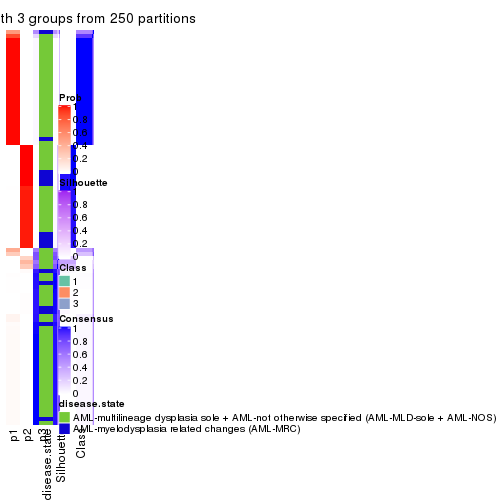 th 3 groups from 250 partitions
Prop
1
0.8
0.6
0.4
0.2
0
Silhouette
1
0.8
0.6
0.4
0.2
0
Class
1
2
3
Consensus
1
0.8
0.6
0.4
0.2
0
disease.state
AML-multilineage dysplasia sole + AML-not otherwise specified (AML-MLD-sole + AML-NOS)
AML-myelodysplasia related changes (AML-MRC)
p1
p2
p3
disease.state
Silhouette
Class